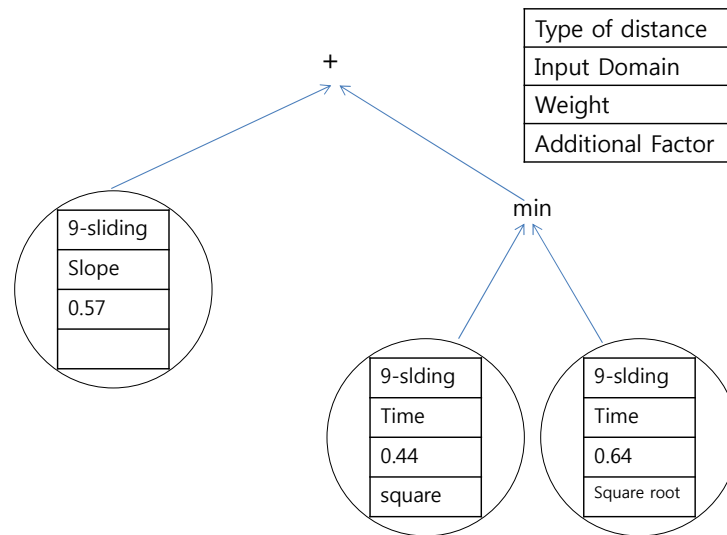 Type of distance
Input Domain
Weight
Additional Factor
+
min
9-sliding
Slope
0.57
9-slding
Time
0.44
square
9-slding
Time
0.64
Square root